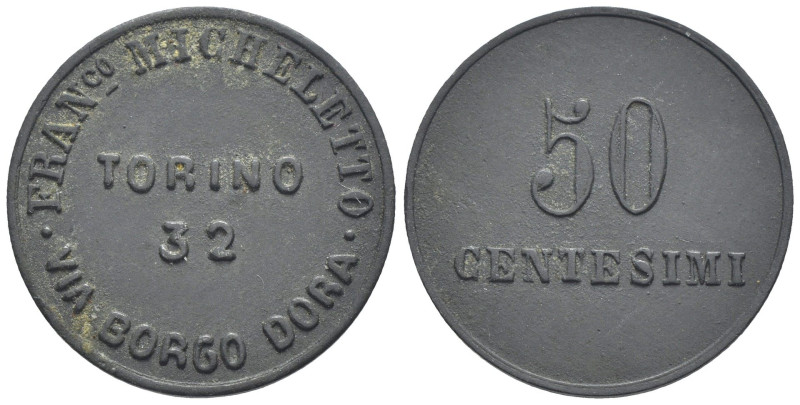 · FRANCO MICHELETTO ·
TORINO
32
VIA BORGO DORA
50
CENTESIMI